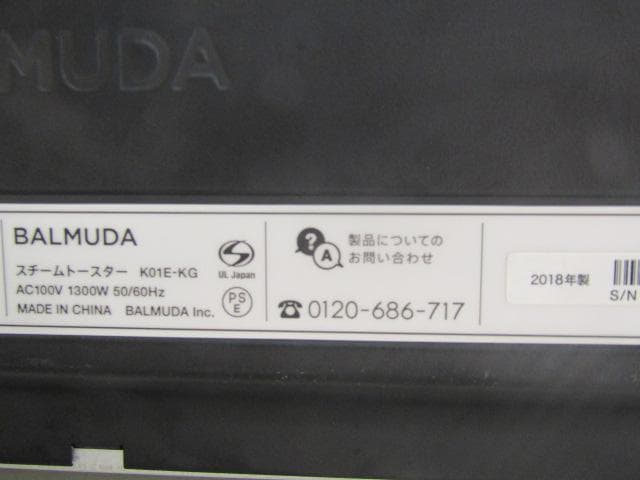 MUDA
BALMUDA
スチームトースター K01E-KG
AC100V 1300W 50/60Hz
MADE IN CHINA BALMUDA Inc.
UL Japan
PS
E
?
A
製品についての
お問い合わせ
☎0120-686-717
2018年製
S/N